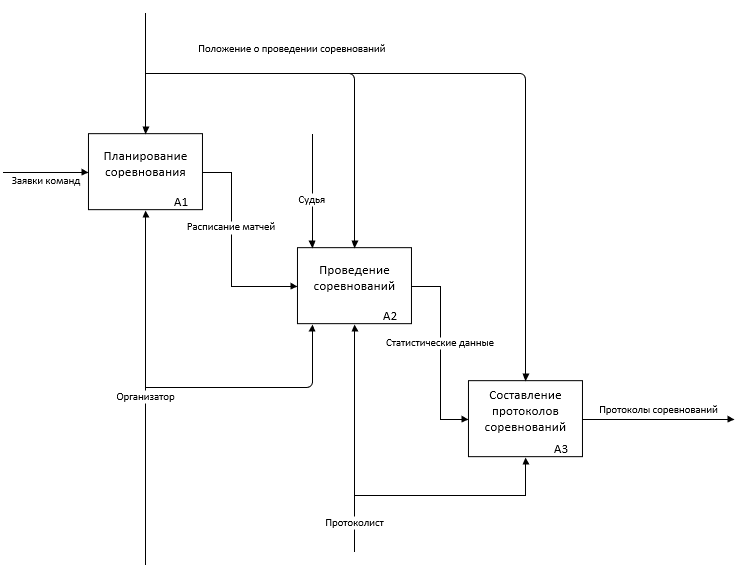 Положение о проведении соревнований
Планирование
соревнования
A1
Заявки команд
Судья
Расписание матчей
Проведение
соревнований
A2
Статистические данные
Организатор
Составление
протоколов
соревнований
A3
Протоколы соревнований
Протоколист